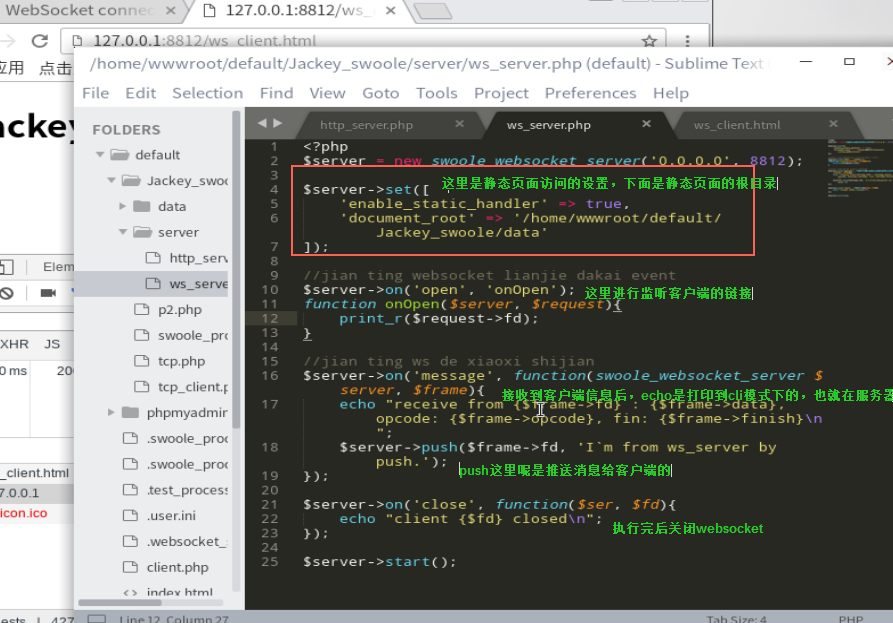 WebSocket connec
127.0.0.1:8812/ws_
127.0.0.1:8812/ws_client.html
应用 点击
/home/wwwroot/default/Jackey_swoole/server/ws_server.php (default) - Sublime Text
File Edit Selection Find View Goto Tools Project Preferences Help
ackey
FOLDERS
default
Jackey_swoo
data
server
http_serv
ws_serve
p2.php
swoole_pro
tcp.php
tcp_client.p
phpmyadmin
.swoole_proc
.swoole_proc
.test_process
.user.ini
.websocket_
client.php
index.html
Elem
XHR JS
0 ms 200
_client.html
7.0.0.1
icon.ico
ests | 427
http_server.php ws_server.php ws_client.html
1 <?php
2 $server = new swoole_websocket_server('0.0.0.0', 8812);
3
这里是静态页面访问的设置，下面是静态页面的根目录
4 $server->set([
5 'enable_static_handler' => true,
6 'document_root' => '/home/wwwroot/default/
Jackey_swoole/data'
7 ]);
8
9 //jian ting websocket lianjie dakai event
10 $server->on('open', 'onOpen'); 这里进行监听客户端的链接
11 function onOpen($server, $request){
12 print_r($request->fd);
13 }
14
15 //jian ting ws de xiaoxi shijian
16 $server->on('message', function(swoole_websocket_server $
server, $frame){ 接收到客户端信息后，echo是打印到cli模式下的，也就在服务器
17 echo "receive from {$frame->fd} : {$frame->data},
opcode: {$frame->opcode}, fin: {$frame->finish}\n
";
18 $server->push($frame->fd, 'I`m from ws_server by
push.'); push这里呢是推送消息给客户端的
19 });
20
21 $server->on('close', function($ser, $fd){
22 echo "client {$fd} closed\n";
执行完后关闭websocket
23 });
24
25 $server->start();
Line 12, Column 27 Tab Size: 4 PHP